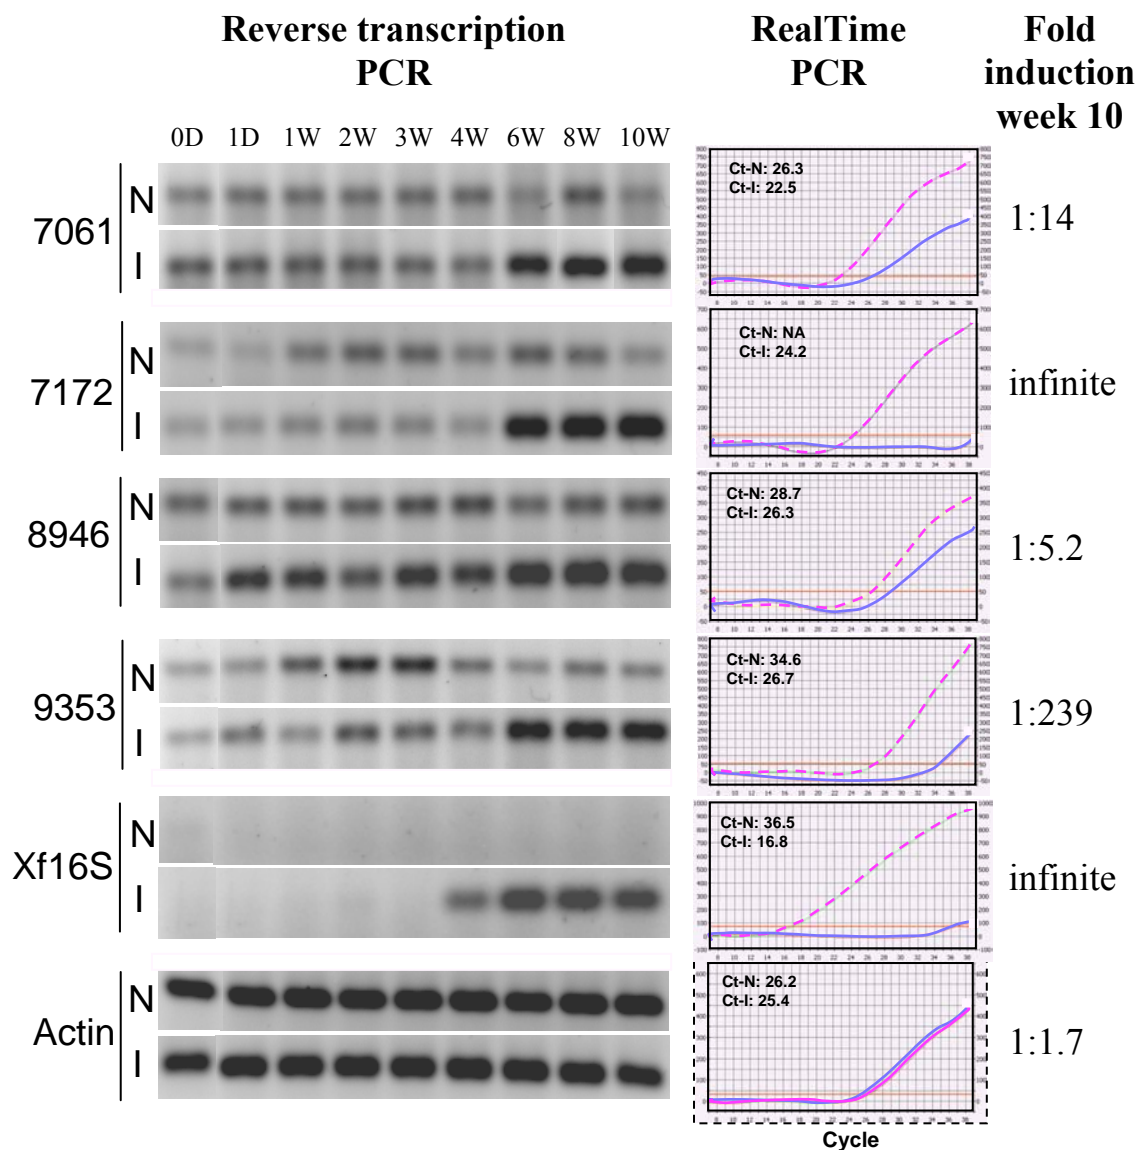 Reverse transcription
PCR
RealTime
PCR
Fold
induction
week 10
0D 1D 1W 2W 3W 4W 6W 8W 10W
7061
N
I
Ct-N: 26.3
Ct-I: 22.5
1:14
7172
N
I
Ct-N: NA
Ct-I: 24.2
infinite
8946
N
I
Ct-N: 28.7
Ct-I: 26.3
1:5.2
9353
N
I
Ct-N: 34.6
Ct-I: 26.7
1:239
Xf16S
N
I
Ct-N: 36.5
Ct-I: 16.8
infinite
Actin
N
I
Ct-N: 26.2
Ct-I: 25.4
1:1.7
Cycle